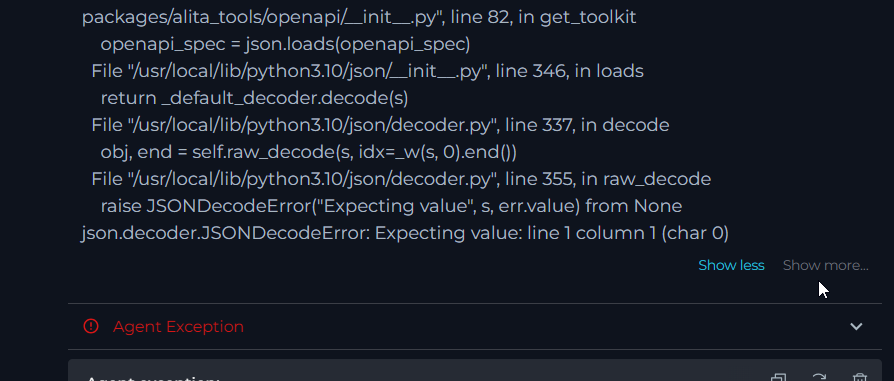 packages/alita_tools/openapi/__init__.py", line 82, in get_toolkit
openapi_spec = json.loads(openapi_spec)
File "/usr/local/lib/python3.10/json/__init__.py", line 346, in loads
return _default_decoder.decode(s)
File "/usr/local/lib/python3.10/json/decoder.py", line 337, in decode
obj, end = self.raw_decode(s, idx=_w(s, 0).end())
File "/usr/local/lib/python3.10/json/decoder.py", line 355, in raw_decode
raise JSONDecodeError("Expecting value", s, err.value) from None
json.decoder.JSONDecodeError: Expecting value: line 1 column 1 (char 0)
Show less Show more...
Agent Exception
Agent exception: